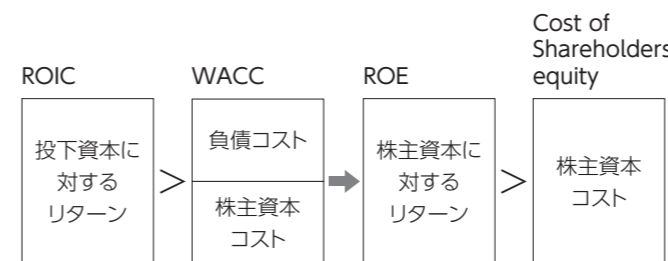 ROIC
投下資本に
対する
リターン
>
WACC
負債コスト
株主資本
コスト
ROE
株主資本に
対する
リターン
>
Cost of
Shareholders
equity
株主資本
コスト